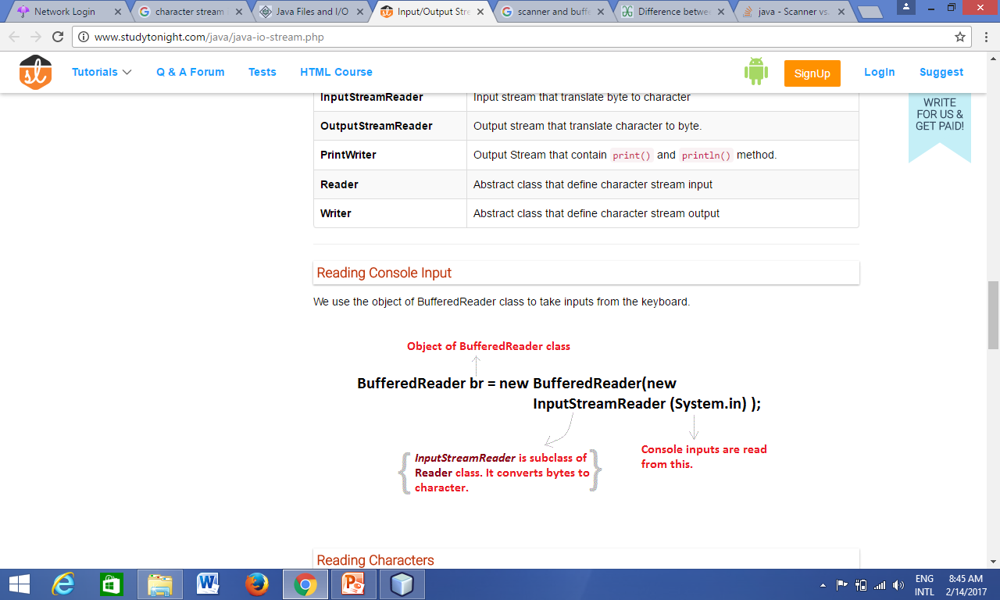 Network Login
character stream
Java Files and I/O
Input/Output Stre
scanner and buff
Difference betwe
java - Scanner vs.
www.studytonight.com/java/java-io-stream.php
st
Tutorials
Q & A Forum
Tests
HTML Course
SignUp
Login
Suggest
WRITE
FOR US &
GET PAID!
InputStreamReader Input stream that translate byte to character
OutputStreamReader Output stream that translate character to byte.
PrintWriter Output Stream that contain print() and println() method.
Reader Abstract class that define character stream input
Writer Abstract class that define character stream output
Reading Console Input
We use the object of BufferedReader class to take inputs from the keyboard.
Object of BufferedReader class
BufferedReader br = new BufferedReader(new
InputStreamReader (System.in) );
InputStreamReader is subclass of
Reader class. It converts bytes to
character.
Console inputs are read
from this.
Reading Characters
ENG
INTL
8:45 AM
2/14/2017